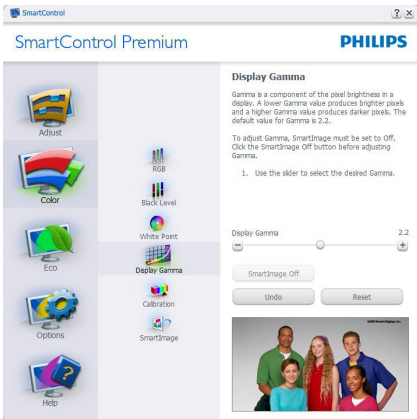 SmartControl
SmartControl Premium
PHILIPS
Adjust
Color
Eco
Options
Help
RGB
Black Level
White Point
Display Gamma
Calibration
SmartImage
Display Gamma
Gamma is a component of the pixel brightness in a
display. A lower Gamma value produces brighter pixels
and a higher Gamma value produces darker pixels. The
default value for Gamma is 2.2.
To adjust Gamma, SmartImage must be set to Off.
Click the SmartImage Off button before adjusting
Gamma.
1. Use the slider to select the desired Gamma.
Display Gamma 2.2
SmartImage Off
Undo Reset